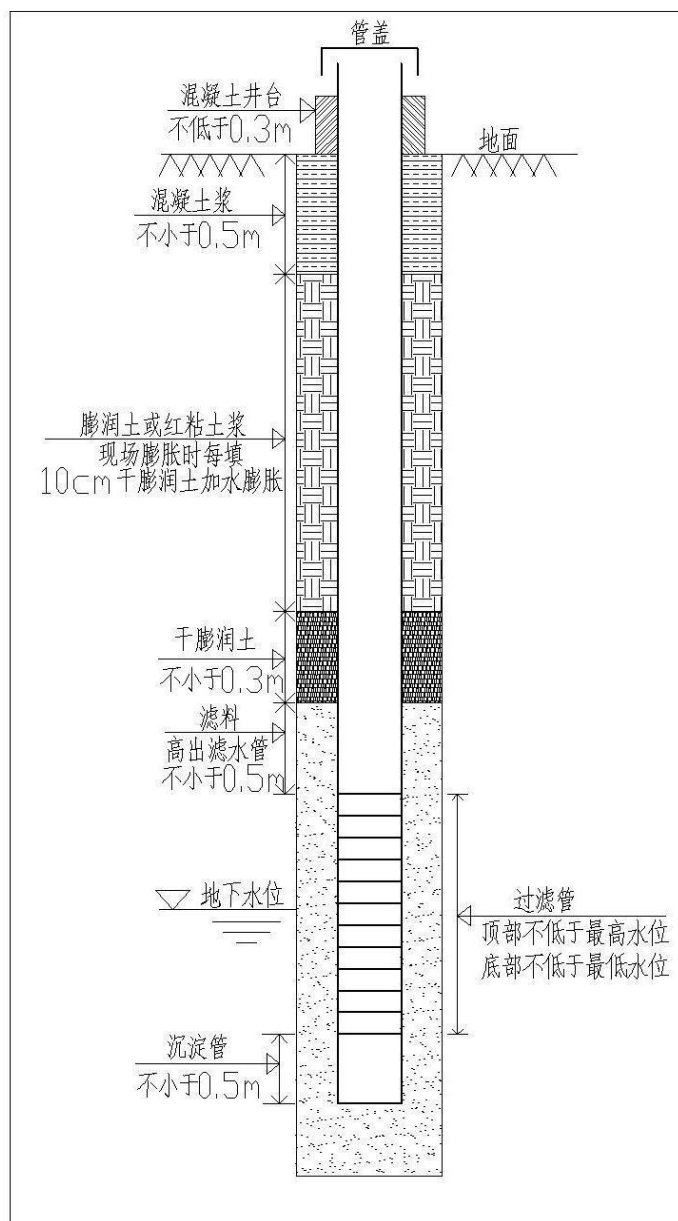 管盖
混凝土井台
不低于0.3m
地面
混凝土浆
不小于0.5m
膨润土或红粘土浆
现场膨胀时每填
10cm干膨润土加水膨胀
干膨润土
不小于0.3m
滤料
高出滤水管
不小于0.5m
地下水位
过滤管
顶部不低于最高水位
底部不低于最低水位
沉淀管
不小于0.5m